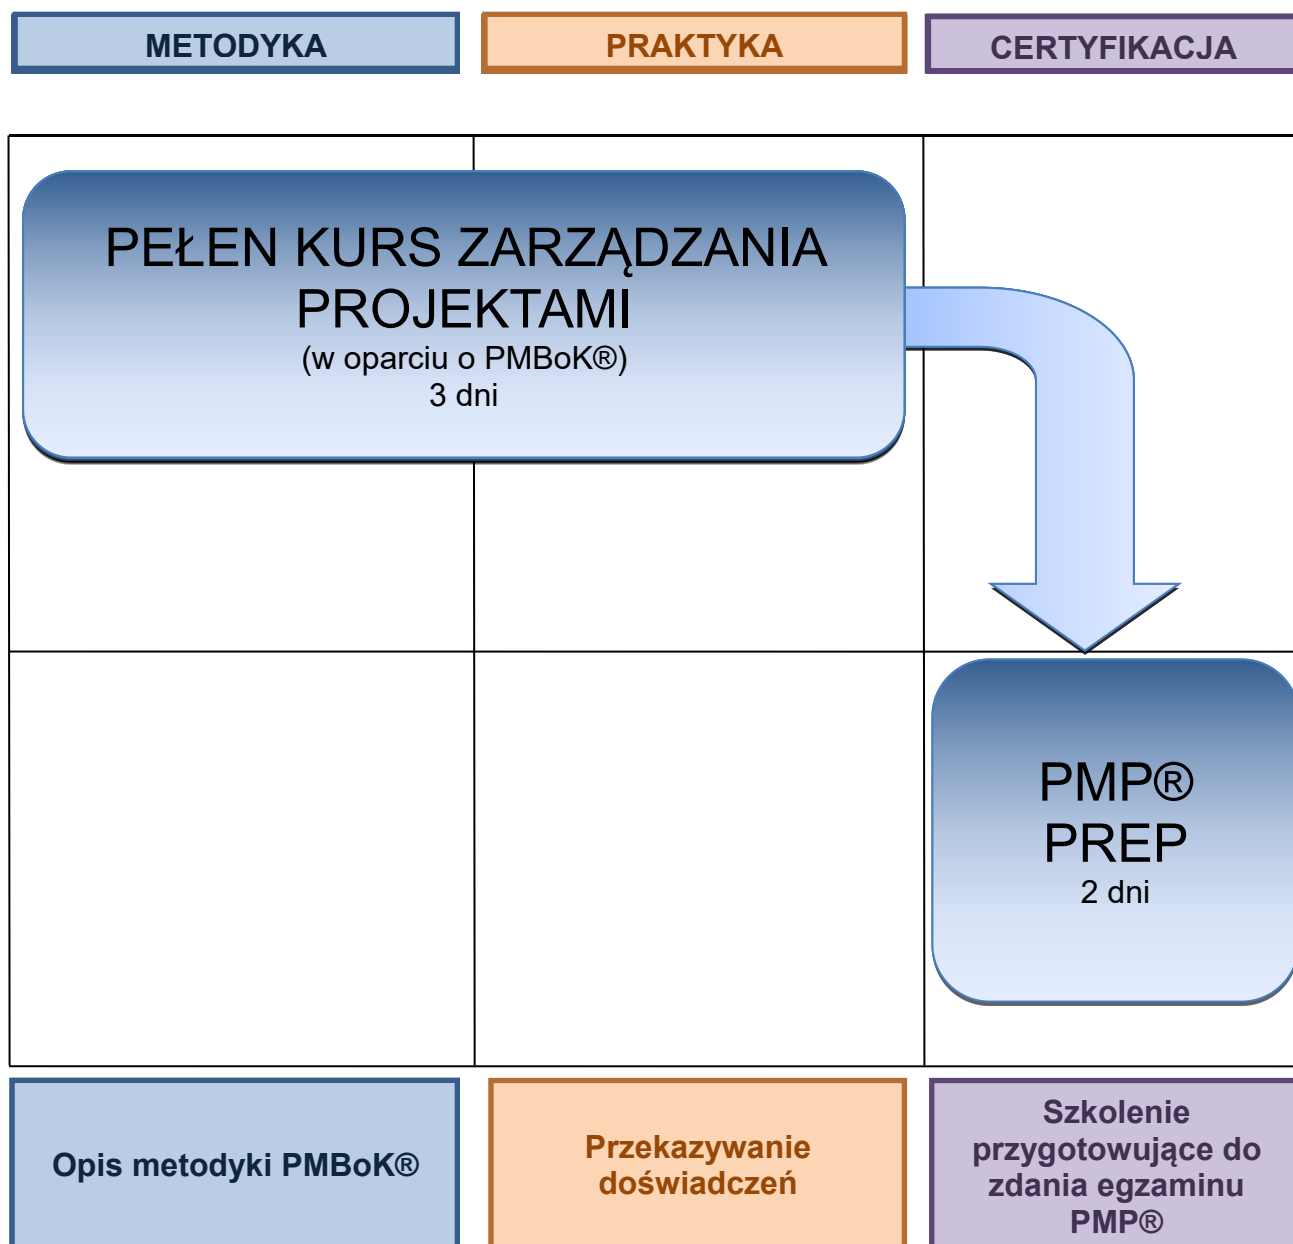 METODYKA
PRAKTYKA
CERTYFIKACJA
PEŁEN KURS ZARZĄDZANIA
PROJEKTAMI
(w oparciu o PMBoK®)
3 dni
PMP®
PREP
2 dni
Opis metodyki PMBoK®
Przekazywanie
doświadczeń
Szkolenie
przygotowujące do
zdania egzaminu
PMP®